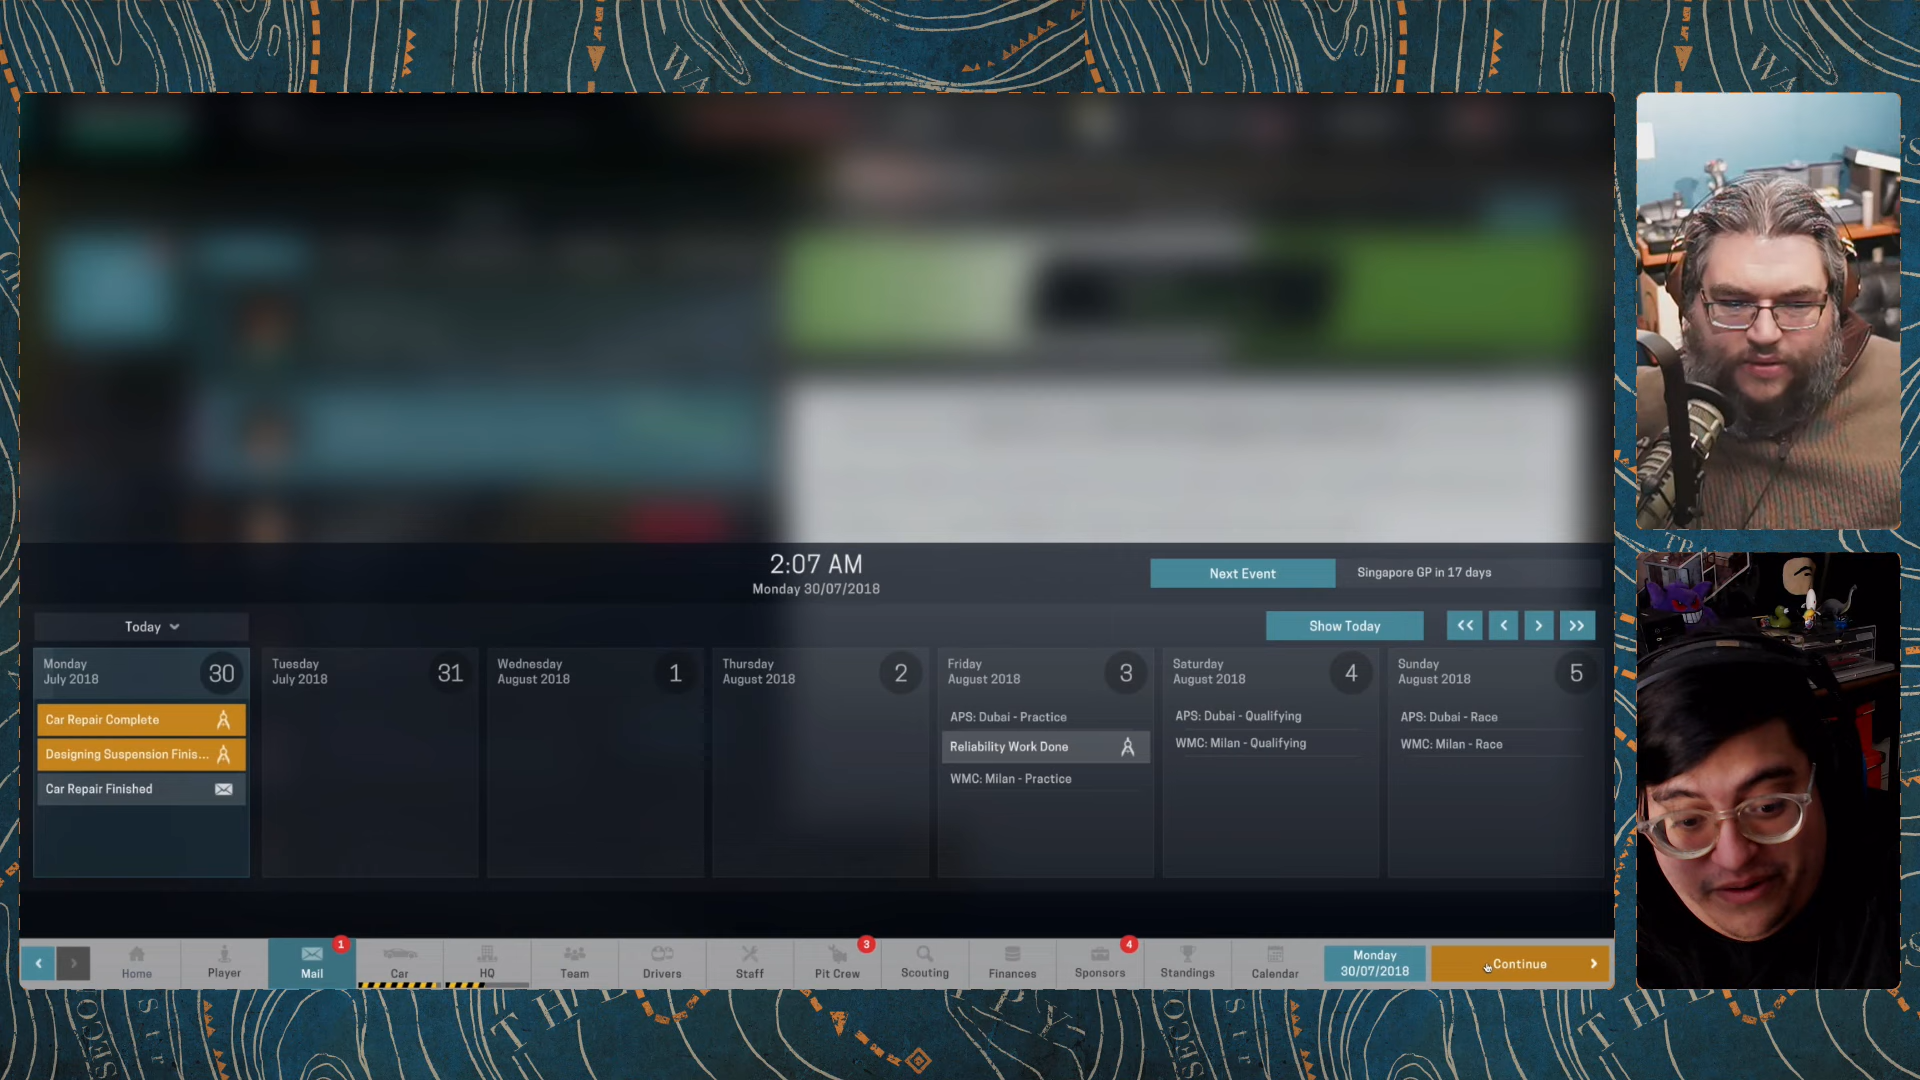 2:07 AM
Monday 30/07/2018
Next Event
Singapore GP in 17 days
Today
Show Today
Monday
July 2018
30
Car Repair Complete
Designing Suspension Finis...
Car Repair Finished
Tuesday
July 2018
31
Wednesday
August 2018
1
Thursday
August 2018
2
Friday
August 2018
3
APS: Dubai - Practice
Reliability Work Done
WMC: Milan - Practice
Saturday
August 2018
4
APS: Dubai - Qualifying
WMC: Milan - Qualifying
Sunday
August 2018
5
APS: Dubai - Race
WMC: Milan - Race
Home
Player
Mail
1
Car
HQ
Team
Drivers
Staff
Pit Crew
3
Scouting
Finances
Sponsors
4
Standings
Calendar
Monday
30/07/2018
Continue